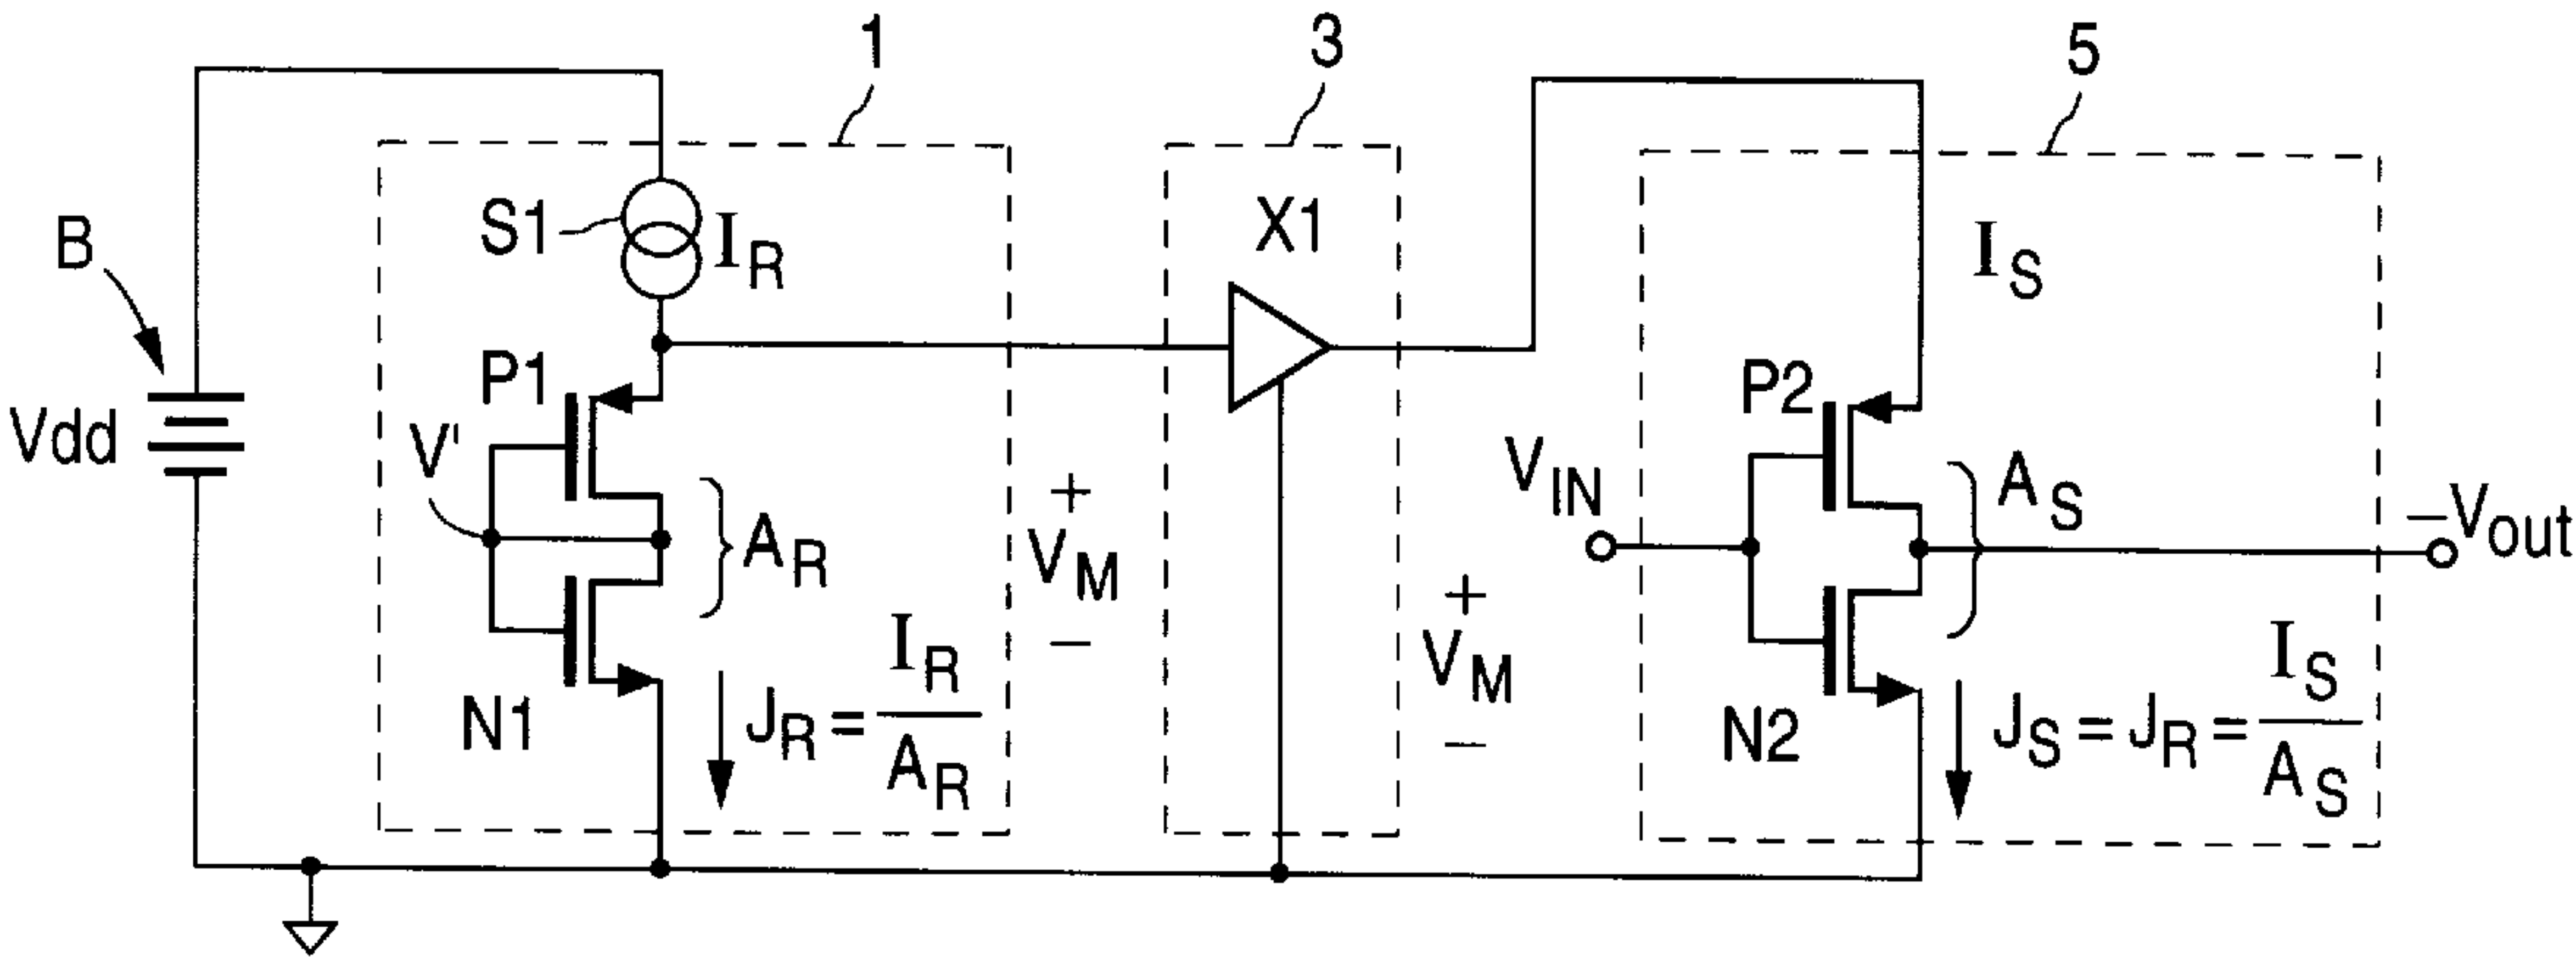 1
3
5
B
S1
I_R
X1
I_S
Vdd
P1
V'
A_R
+
V_M
−
N1
J_R = I_R / A_R
+
V_M
−
P2
V_IN
A_S
−V_out
N2
J_S = J_R = I_S / A_S